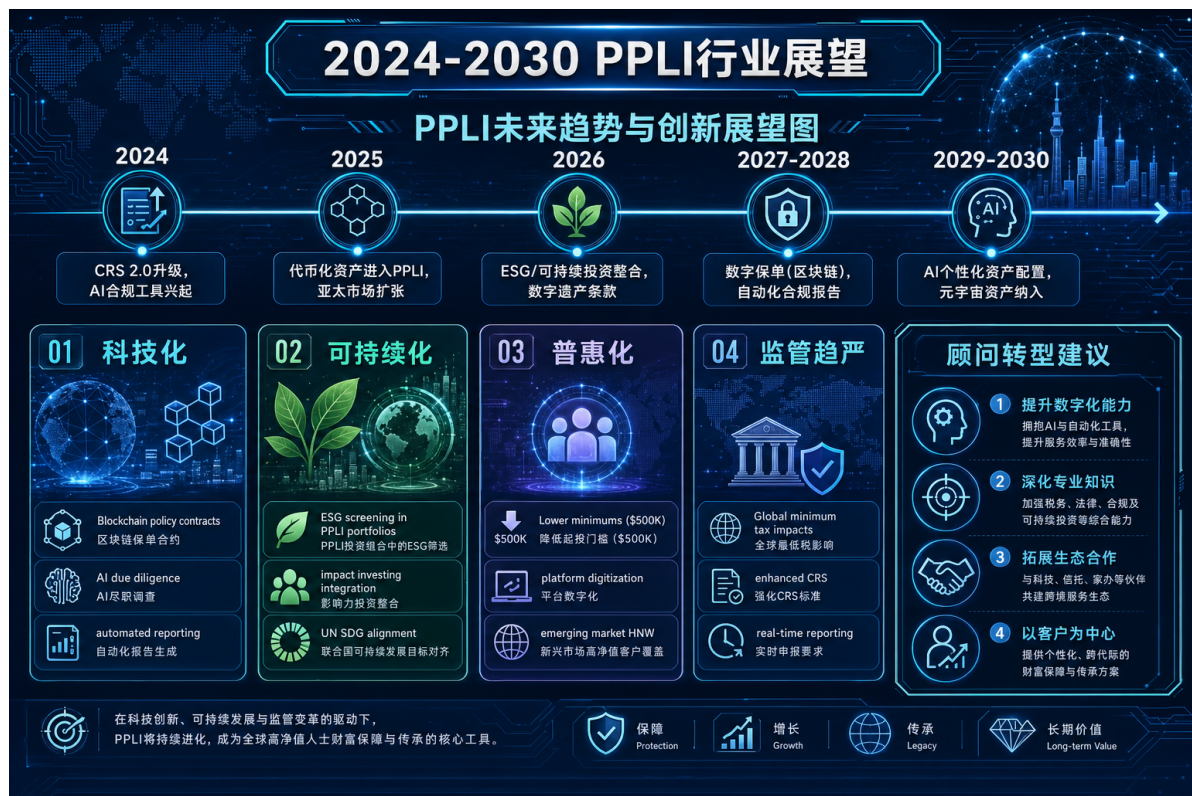 2024-2030 PPLI行业展望
PPLI未来趋势与创新展望图
2024
CRS 2.0升级，
AI合规工具兴起
2025
代币化资产进入PPLI，
亚太市场扩张
2026
ESG/可持续投资整合，
数字遗产条款
2027-2028
数字保单（区块链），
自动化合规报告
2029-2030
AI
AI个性化资产配置，
元宇宙资产纳入
01 科技化
Blockchain policy contracts
区块链保单合约
AI due diligence
AI尽职调查
automated reporting
自动化报告生成
02 可持续化
ESG screening in
PPLI portfolios
PPLI投资组合中的ESG筛选
impact investing
integration
影响力投资整合
UN SDG alignment
联合国可持续发展目标对齐
03 普惠化
$500K
Lower minimums ($500K)
降低起投门槛（$500K）
platform digitization
平台数字化
emerging market HNW
新兴市场高净值客户覆盖
04 监管趋严
Global minimum
tax impacts
全球最低税影响
enhanced CRS
强化CRS标准
real-time reporting
实时申报要求
顾问转型建议
1 提升数字化能力
拥抱AI与自动化工具，
提升服务效率与准确性
2 深化专业知识
加强税务、法律、合规及
可持续投资等综合能力
3 拓展生态合作
与科技、信托、家办等伙伴
共建跨境服务生态
4 以客户为中心
提供个性化、跨代际的
财富保障与传承方案
在科技创新、可持续发展与监管变革的驱动下，
PPLI将持续进化，成为全球高净值人士财富保障与传承的核心工具。
保障
Protection
增长
Growth
传承
Legacy
长期价值
Long-term Value